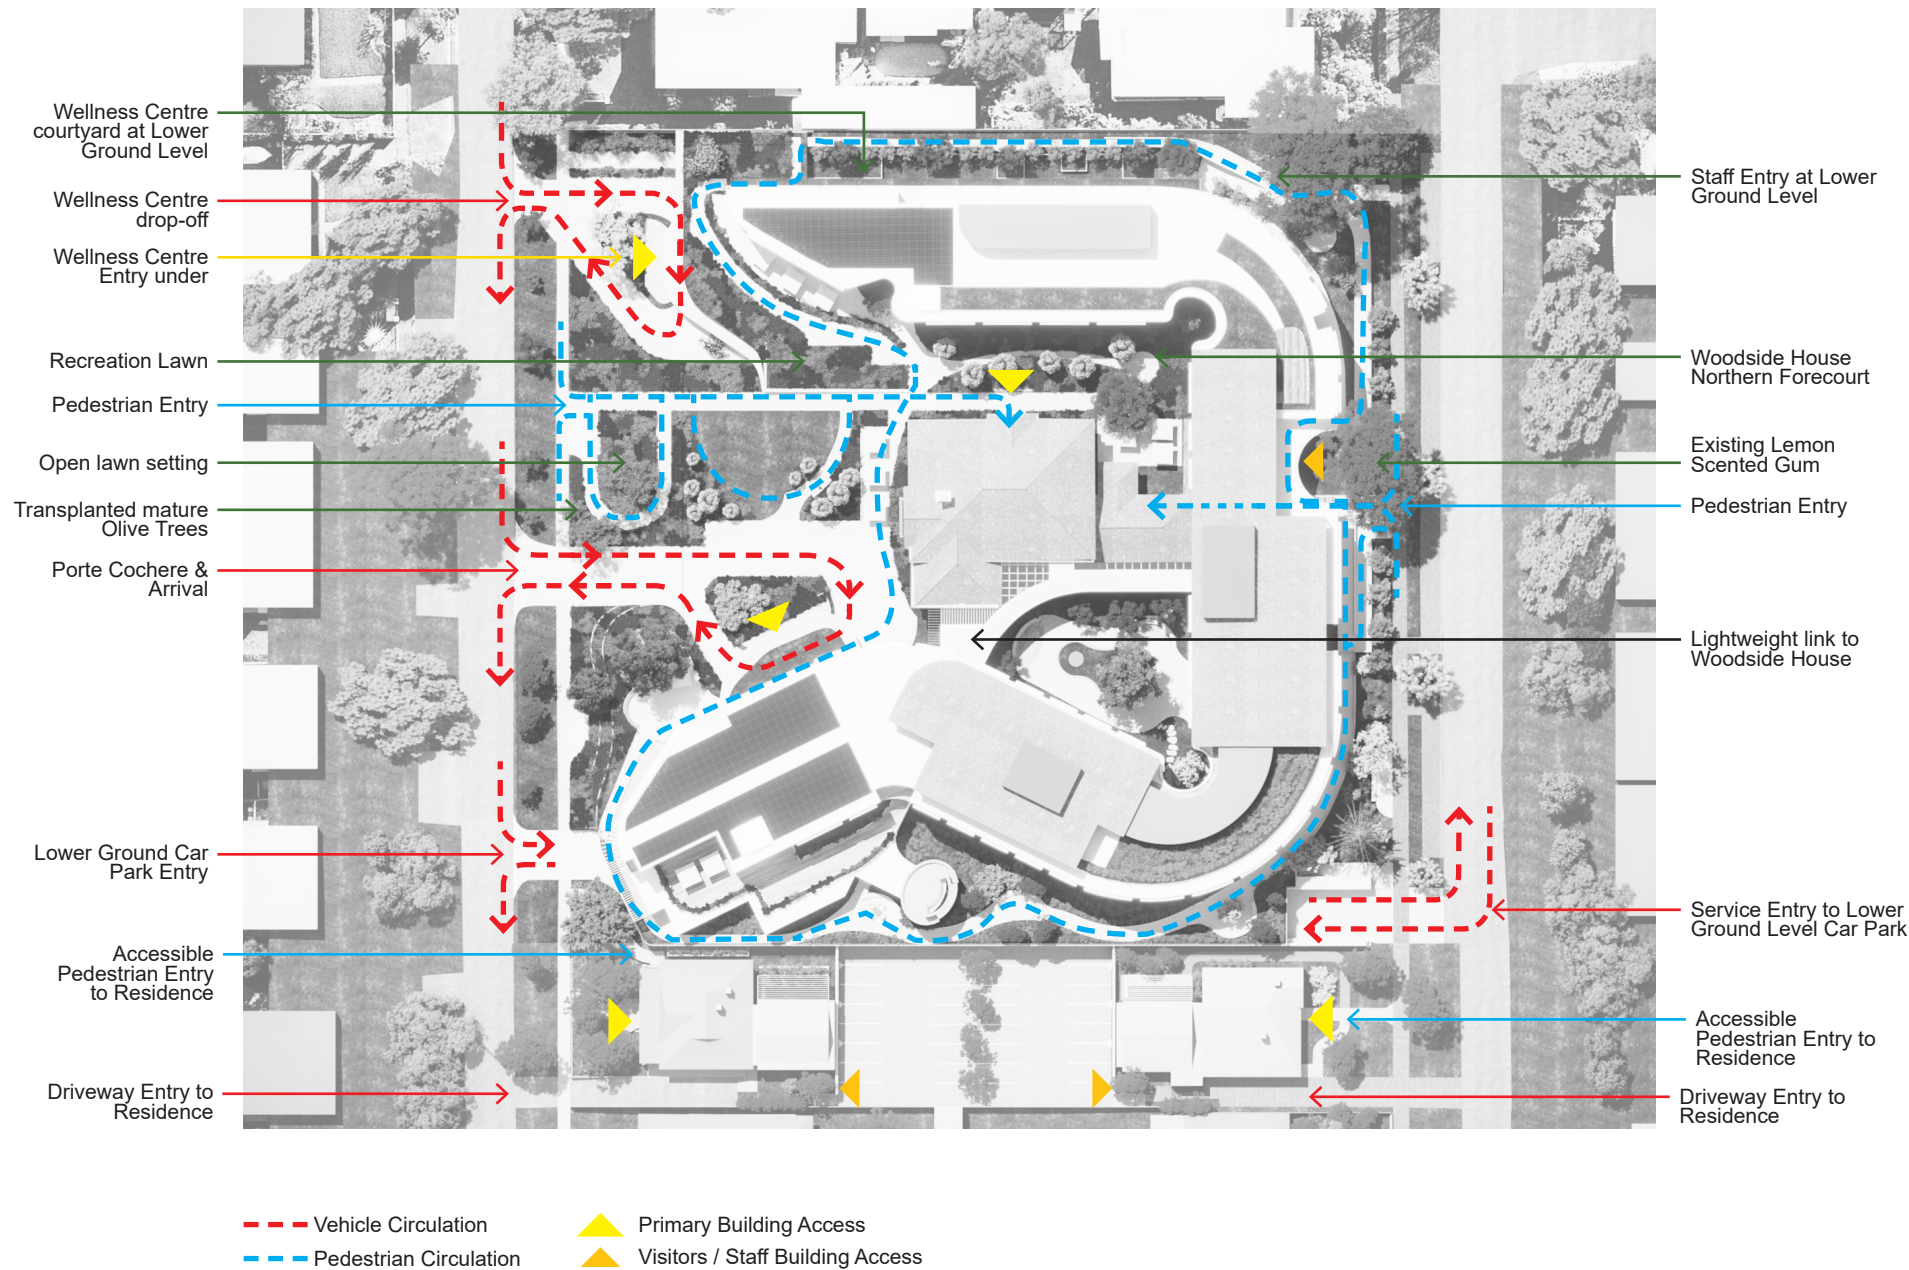 Wellness Centre
courtyard at Lower
Ground Level
Wellness Centre
drop-off
Wellness Centre
Entry under
Recreation Lawn
Pedestrian Entry
Open lawn setting
Transplanted mature
Olive Trees
Porte Cochere &
Arrival
Lower Ground Car
Park Entry
Accessible
Pedestrian Entry
to Residence
Driveway Entry to
Residence
Staff Entry at Lower
Ground Level
Woodside House
Northern Forecourt
Existing Lemon
Scented Gum
Pedestrian Entry
Lightweight link to
Woodside House
Service Entry to Lower
Ground Level Car Park
Accessible
Pedestrian Entry to
Residence
Driveway Entry to
Residence
Vehicle Circulation
Pedestrian Circulation
Primary Building Access
Visitors / Staff Building Access